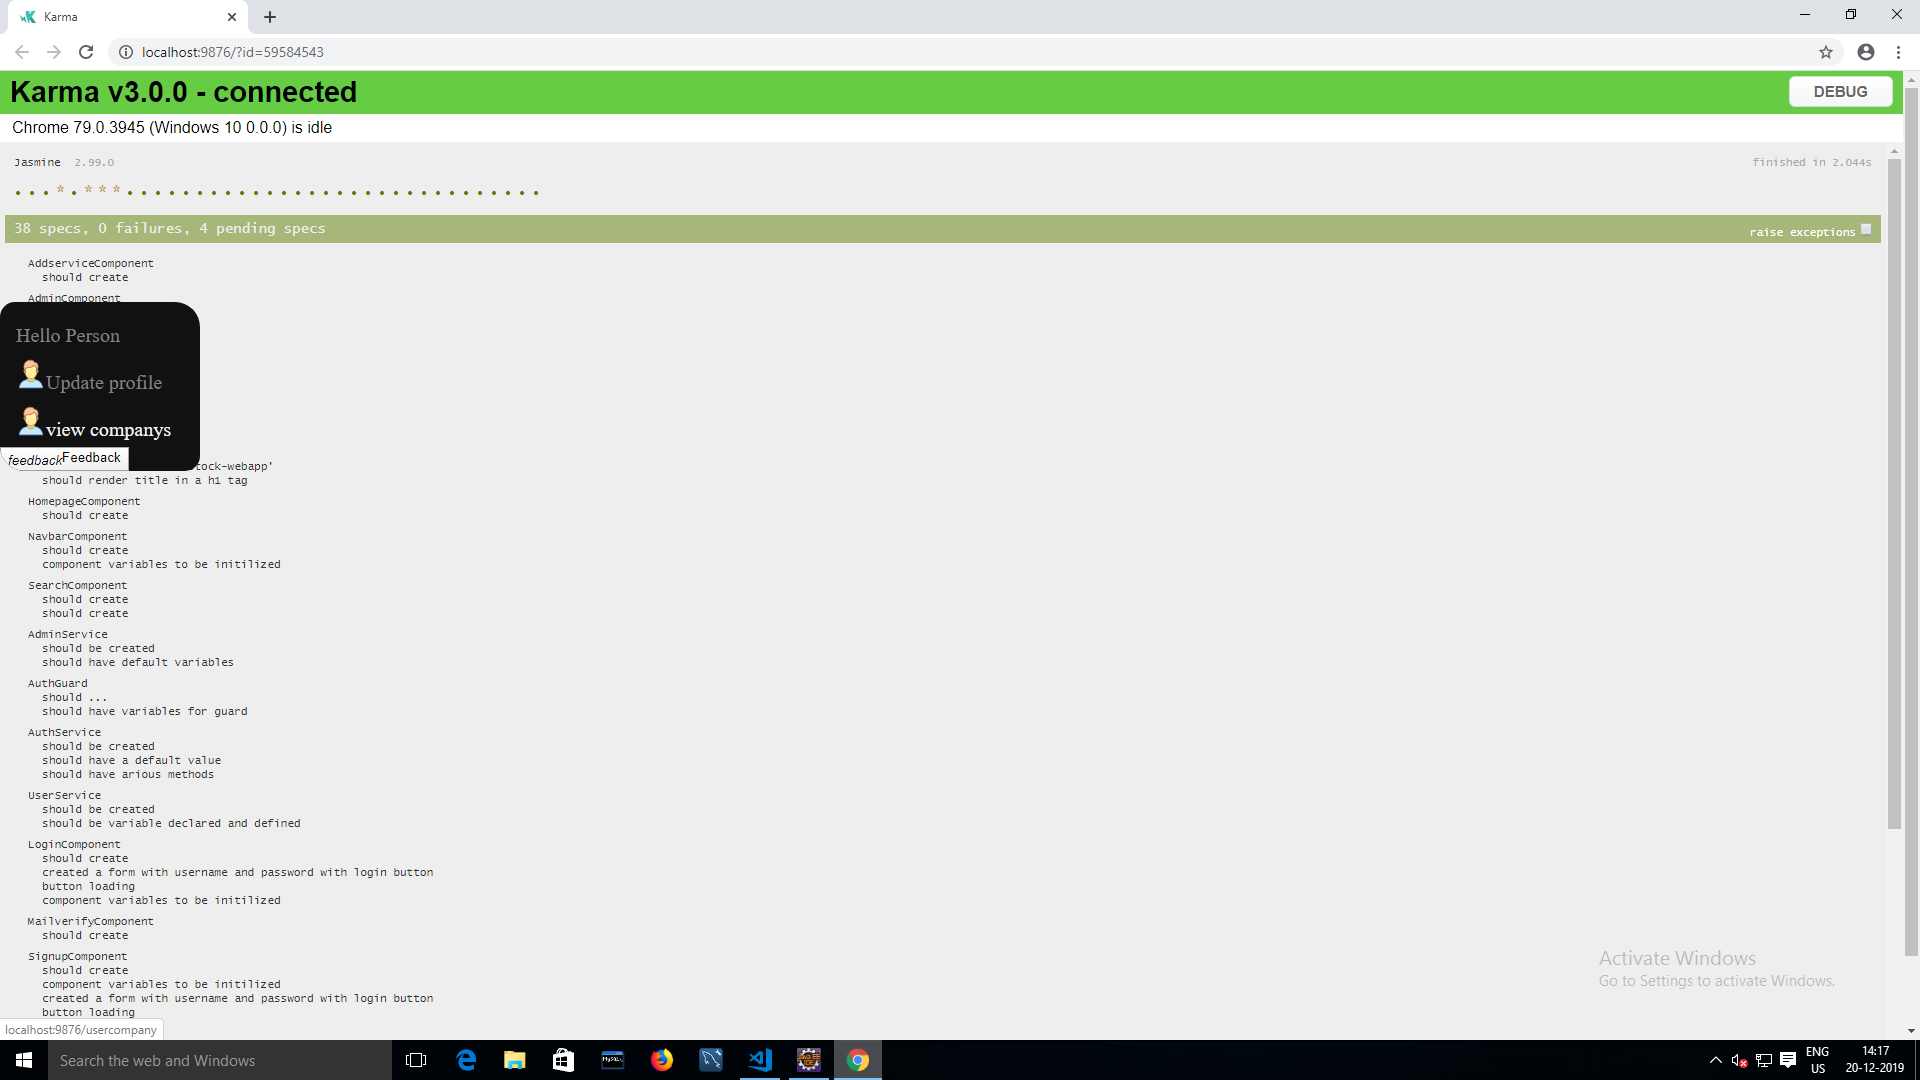 Karma
localhost:9876/?id=59584543
Karma v3.0.0 - connected
DEBUG
Chrome 79.0.3945 (Windows 10 0.0.0) is idle
Jasmine 2.99.0
finished in 2.044s
38 specs, 0 failures, 4 pending specs
raise exceptions
AddserviceComponent
should create
AdminComponent
Hello Person
Update profile
view companys
feedback Feedback
tock-webapp'
should render title in a h1 tag
HomepageComponent
should create
NavbarComponent
should create
component variables to be initilized
SearchComponent
should create
should create
AdminService
should be created
should have default variables
AuthGuard
should ...
should have variables for guard
AuthService
should be created
should have a default value
should have arious methods
UserService
should be created
should be variable declared and defined
LoginComponent
should create
created a form with username and password with login button
button loading
component variables to be initilized
MailverifyComponent
should create
SignupComponent
should create
component variables to be initilized
created a form with username and password with login button
button loading
Activate Windows
Go to Settings to activate Windows.
localhost:9876/usercompany
Search the web and Windows
MySQL
Java EE
IDE
ENG
US
14:17
20-12-2019